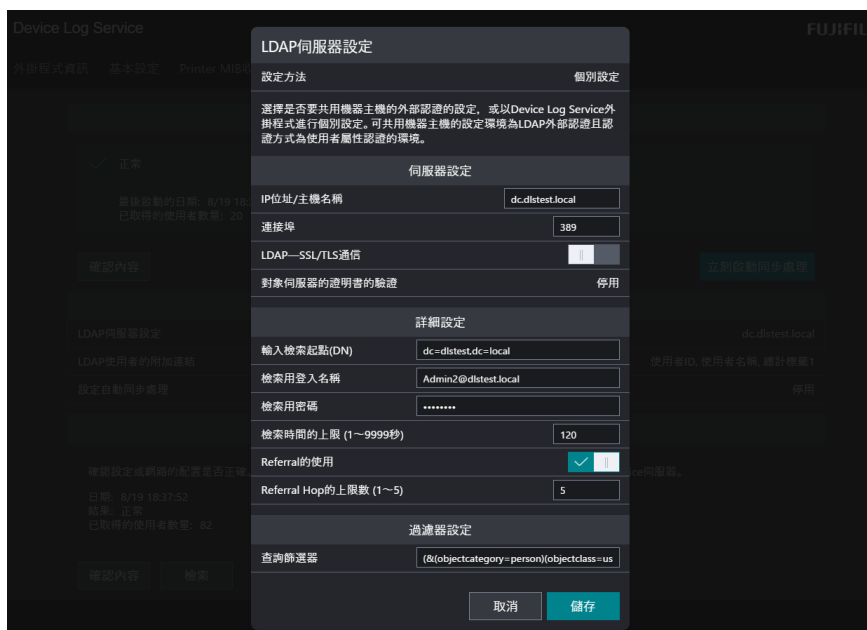 Device Log Service
FUJIFIL
外掛程式資訊 基本設定 Printer MIB
LDAP伺服器設定
設定方法 個別設定
選擇是否要共用機器主機的外部認證的設定，或以Device Log Service外
掛程式進行個別設定。可共用機器主機的設定環境為LDAP外部認證且認
證方式為使用者屬性認證的環境。
正常
最後啟動的日期: 8/19 18:
已取得的使用者數量: 20
確認內容
立刻啟動同步處理
伺服器設定
IP位址/主機名稱 dc.dlstest.local
連接埠 389
LDAP—SSL/TLS通信
對象伺服器的證明書的驗證 停用
LDAP伺服器設定 dc.dlstest.local
LDAP使用者的附加連結 使用者ID, 使用者名稱, 總計標籤1
設定自動同步處理 停用
詳細設定
輸入檢索起點(DN) dc=dlstest,dc=local
檢索用登入名稱 Admin2@dlstest.local
檢索用密碼 ••••••••
檢索時間的上限 (1～9999秒) 120
Referral的使用
Referral Hop的上限數 (1～5) 5
確認設定或網路的配置是否正確。
ice伺服器。
日期: 8/19 18:37:52
結果: 正常
已取得的使用者數量: 82
過濾器設定
查詢篩選器 (&(objectcategory=person)(objectclass=us
確認內容 檢索
取消 儲存